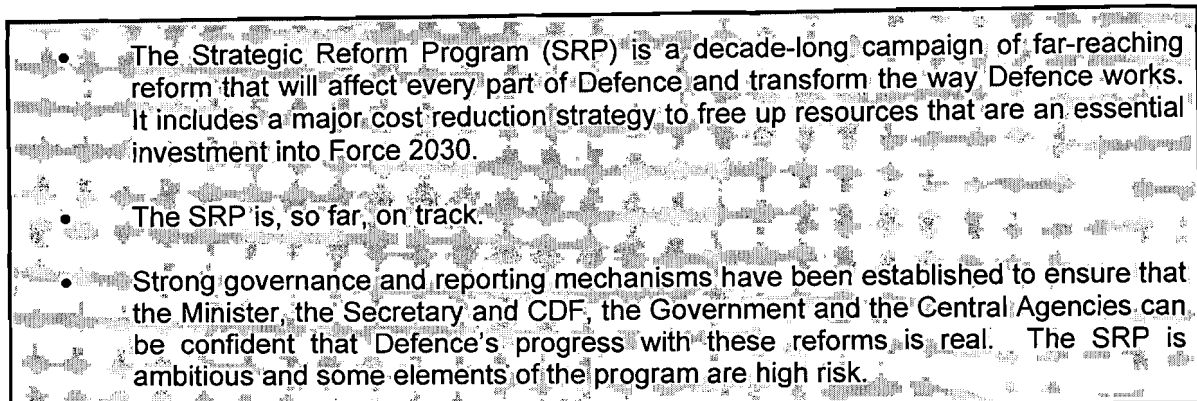 • The Strategic Reform Program (SRP) is a decade-long campaign of far-reaching
reform that will affect every part of Defence and transform the way Defence works.
It includes a major cost reduction strategy to free up resources that are an essential
investment into Force 2030.
• The SRP is, so far, on track.
• Strong governance and reporting mechanisms have been established to ensure that
the Minister, the Secretary and CDF, the Government and the Central Agencies can
be confident that Defence's progress with these reforms is real. The SRP is
ambitious and some elements of the program are high risk.